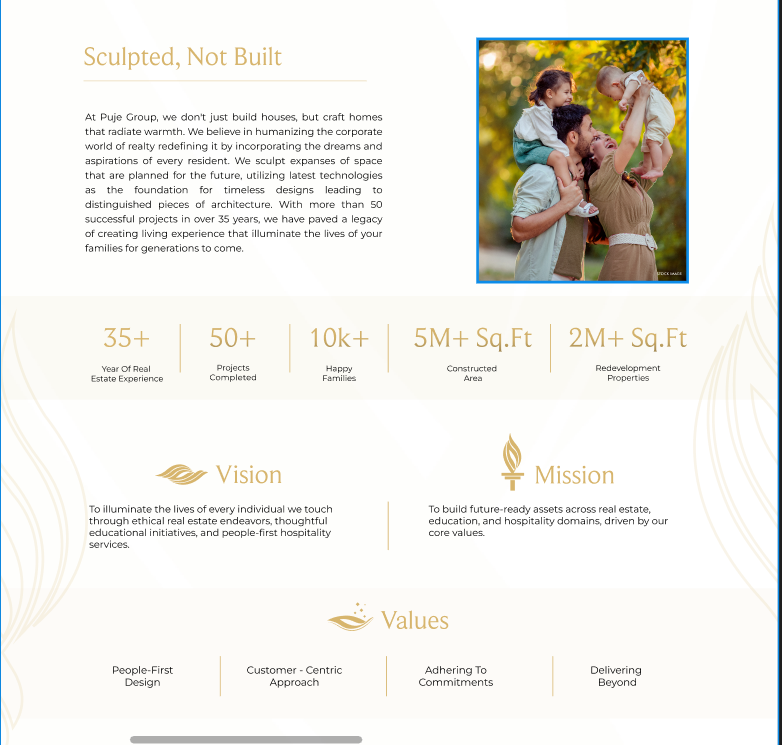 Sculpted, Not Built
At Puje Group, we don't just build houses, but craft homes
that radiate warmth. We believe in humanizing the corporate
world of realty redefining it by incorporating the dreams and
aspirations of every resident. We sculpt expanses of space
that are planned for the future, utilizing latest technologies
as the foundation for timeless designs leading to
distinguished pieces of architecture. With more than 50
successful projects in over 35 years, we have paved a legacy
of creating living experience that illuminate the lives of your
families for generations to come.
STOCK IMAGE
35+
Year Of Real
Estate Experience
50+
Projects
Completed
10k+
Happy
Families
5M+ Sq.Ft
Constructed
Area
2M+ Sq.Ft
Redevelopment
Properties
Vision
To illuminate the lives of every individual we touch
through ethical real estate endeavors, thoughtful
educational initiatives, and people-first hospitality
services.
Mission
To build future-ready assets across real estate,
education, and hospitality domains, driven by our
core values.
Values
People-First
Design
Customer - Centric
Approach
Adhering To
Commitments
Delivering
Beyond